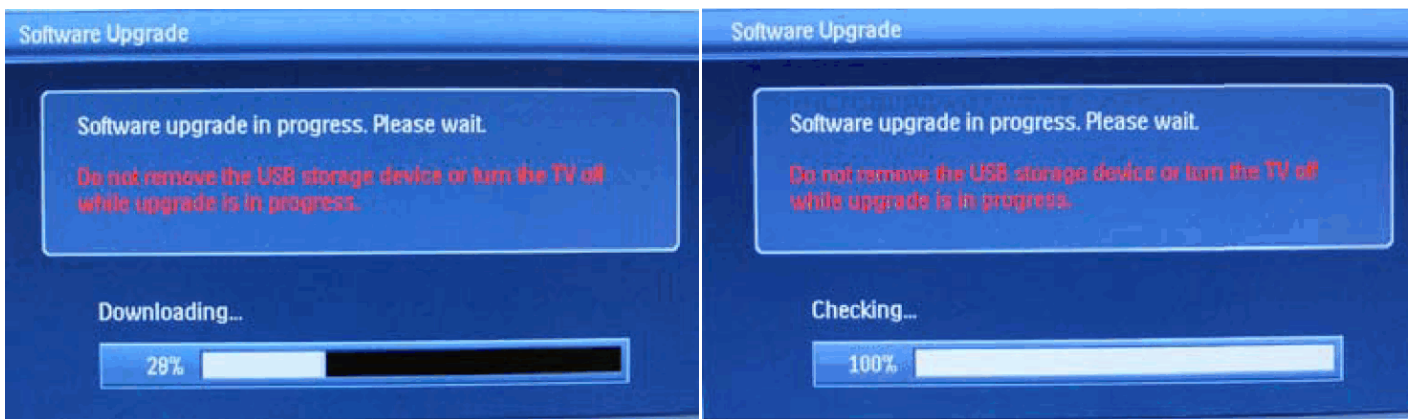 Software Upgrade
Software upgrade in progress. Please wait.
Do not remove the USB storage device or turn the TV off
while upgrade is in progress.
Downloading...
28%
Software Upgrade
Software upgrade in progress. Please wait.
Do not remove the USB storage device or turn the TV off
while upgrade is in progress.
Checking...
100%